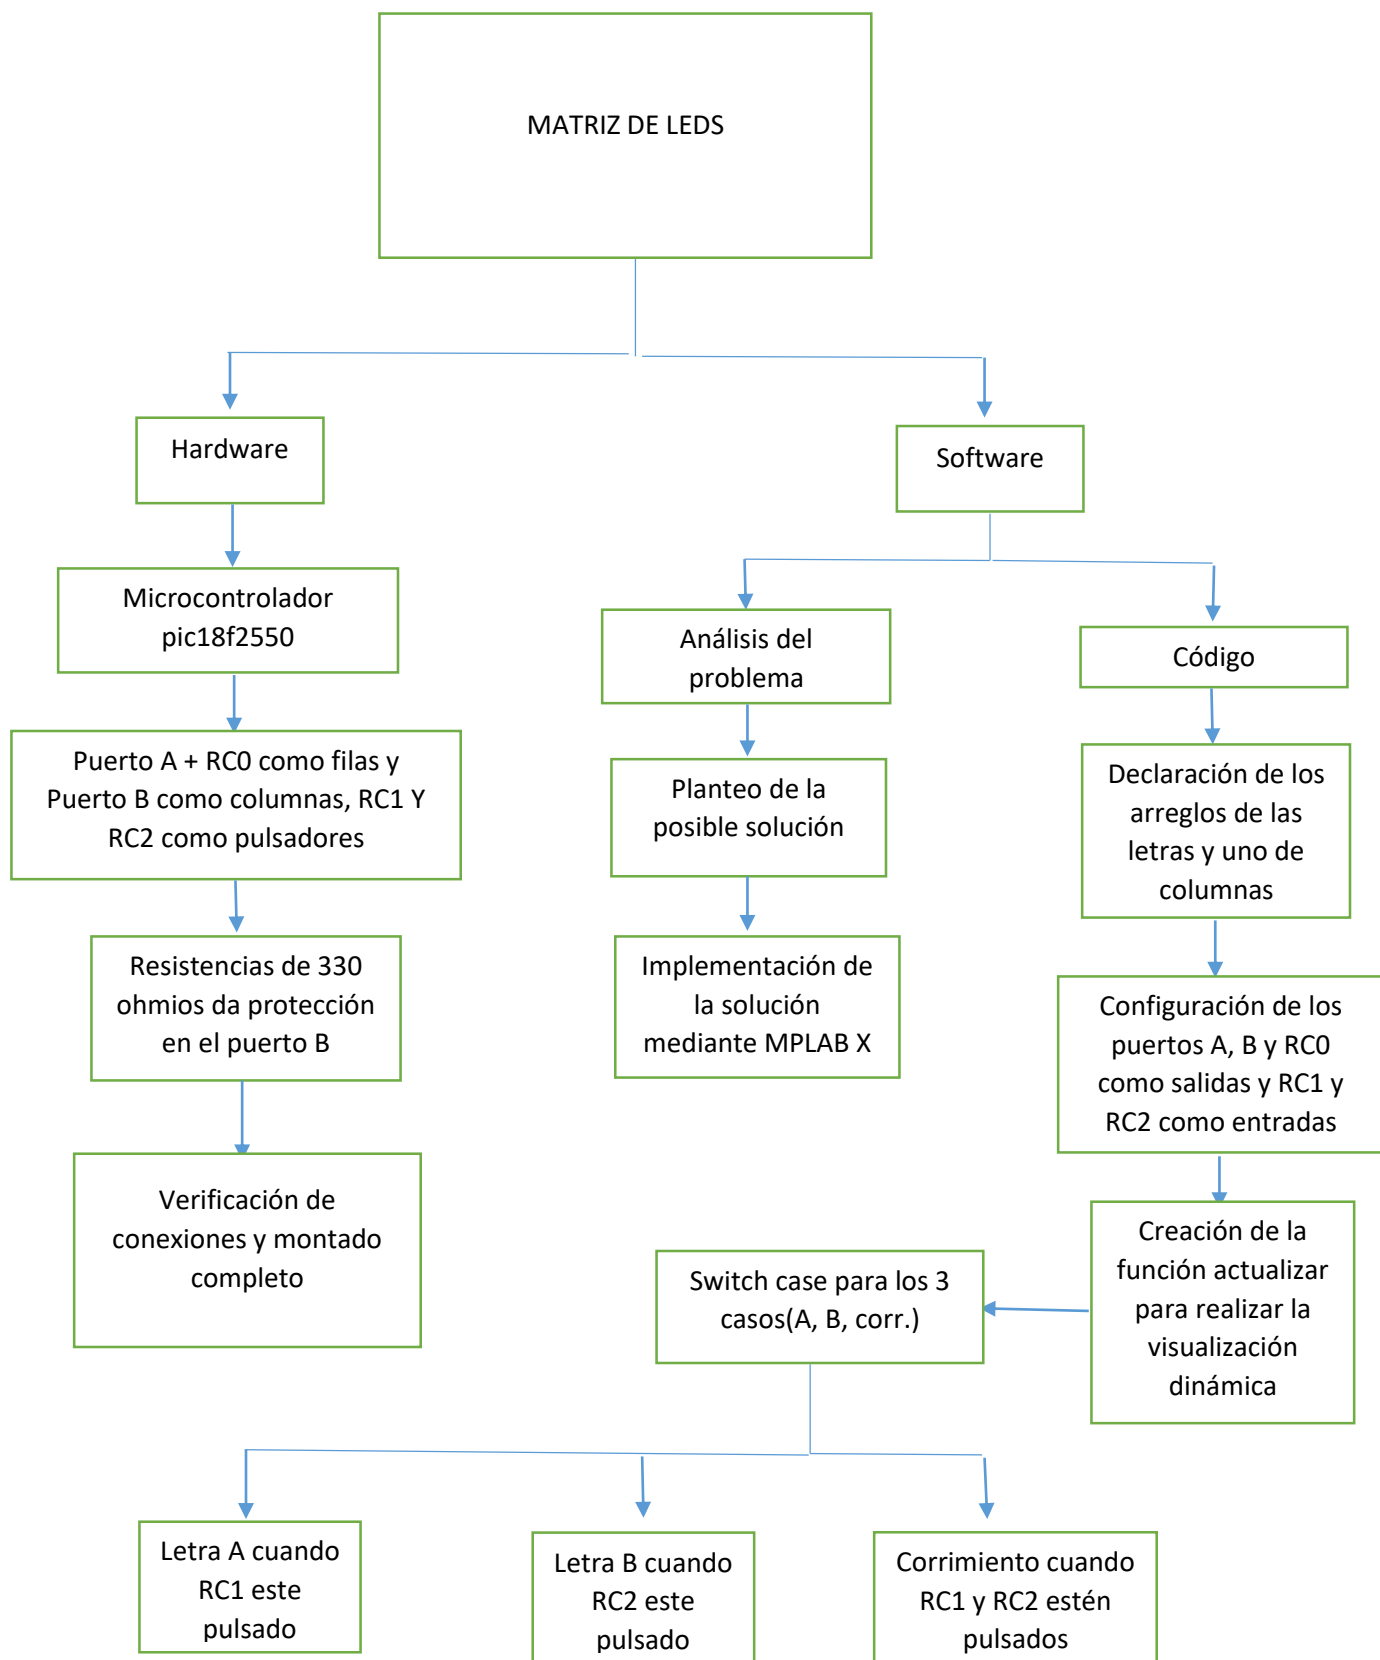 MATRIZ DE LEDS
Hardware
Software
Microcontrolador
pic18f2550
Análisis del
problema
Código
Puerto A + RC0 como filas y
Puerto B como columnas, RC1 Y
RC2 como pulsadores
Planteo de la
posible solución
Declaración de los
arreglos de las
letras y uno de
columnas
Resistencias de 330
ohmios da protección
en el puerto B
Implementación de
la solución
mediante MPLAB X
Configuración de los
puertos A, B y RC0
como salidas y RC1 y
RC2 como entradas
Verificación de
conexiones y montado
completo
Switch case para los 3
casos(A, B, corr.)
Creación de la
función actualizar
para realizar la
visualización
dinámica
Letra A cuando
RC1 este
pulsado
Letra B cuando
RC2 este
pulsado
Corrimiento cuando
RC1 y RC2 estén
pulsados